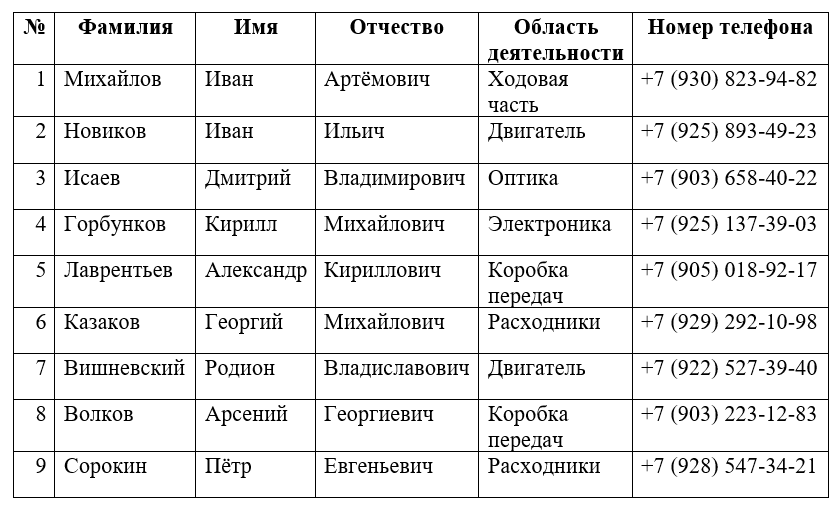 № Фамилия Имя Отчество Область деятельности Номер телефона
1 Михайлов Иван Артёмович Ходовая часть +7 (930) 823-94-82
2 Новиков Иван Ильич Двигатель +7 (925) 893-49-23
3 Исаев Дмитрий Владимирович Оптика +7 (903) 658-40-22
4 Горбунков Кирилл Михайлович Электроника +7 (925) 137-39-03
5 Лаврентьев Александр Кириллович Коробка передач +7 (905) 018-92-17
6 Казаков Георгий Михайлович Расходники +7 (929) 292-10-98
7 Вишневский Родион Владиславович Двигатель +7 (922) 527-39-40
8 Волков Арсений Георгиевич Коробка передач +7 (903) 223-12-83
9 Сорокин Пётр Евгеньевич Расходники +7 (928) 547-34-21